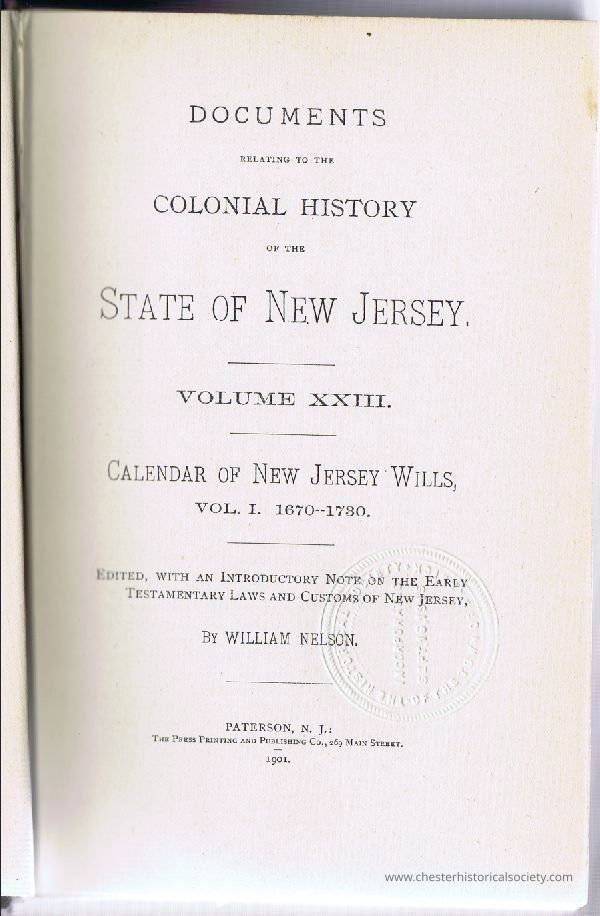 DOCUMENTS
RELATING TO THE
COLONIAL HISTORY
OF THE
STATE OF NEW JERSEY.
VOLUME XXIII.
CALENDAR OF NEW JERSEY WILLS,
VOL. I. 1670--1730.
EDITED, WITH AN INTRODUCTORY NOTE ON THE EARLY
TESTAMENTARY LAWS AND CUSTOMS OF NEW JERSEY,
BY WILLIAM NELSON.
PATERSON, N. J.:
THE PRESS PRINTING AND PUBLISHING CO., 269 MAIN STREET.
1901.
www.chesterhistoricalsociety.com